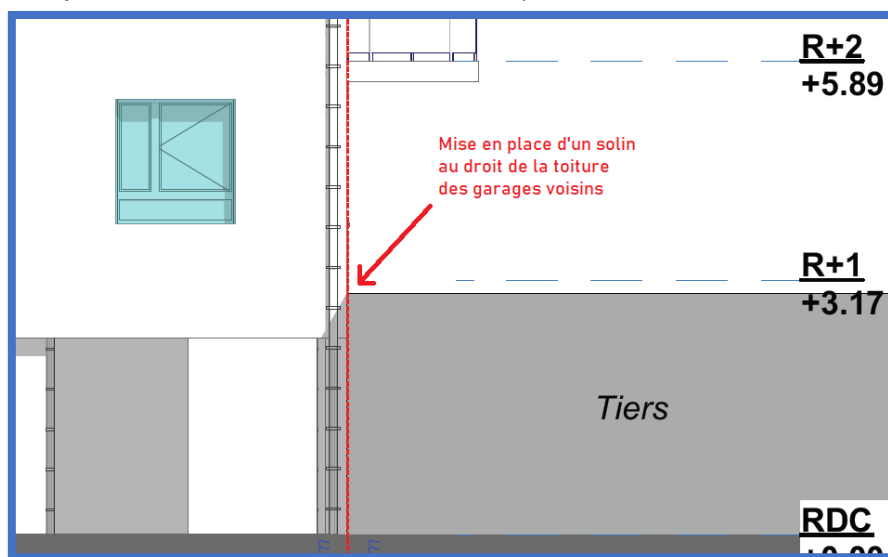 R+2
+5.89
Mise en place d'un solin
au droit de la toiture
des garages voisins
R+1
+3.17
Tiers
RDC